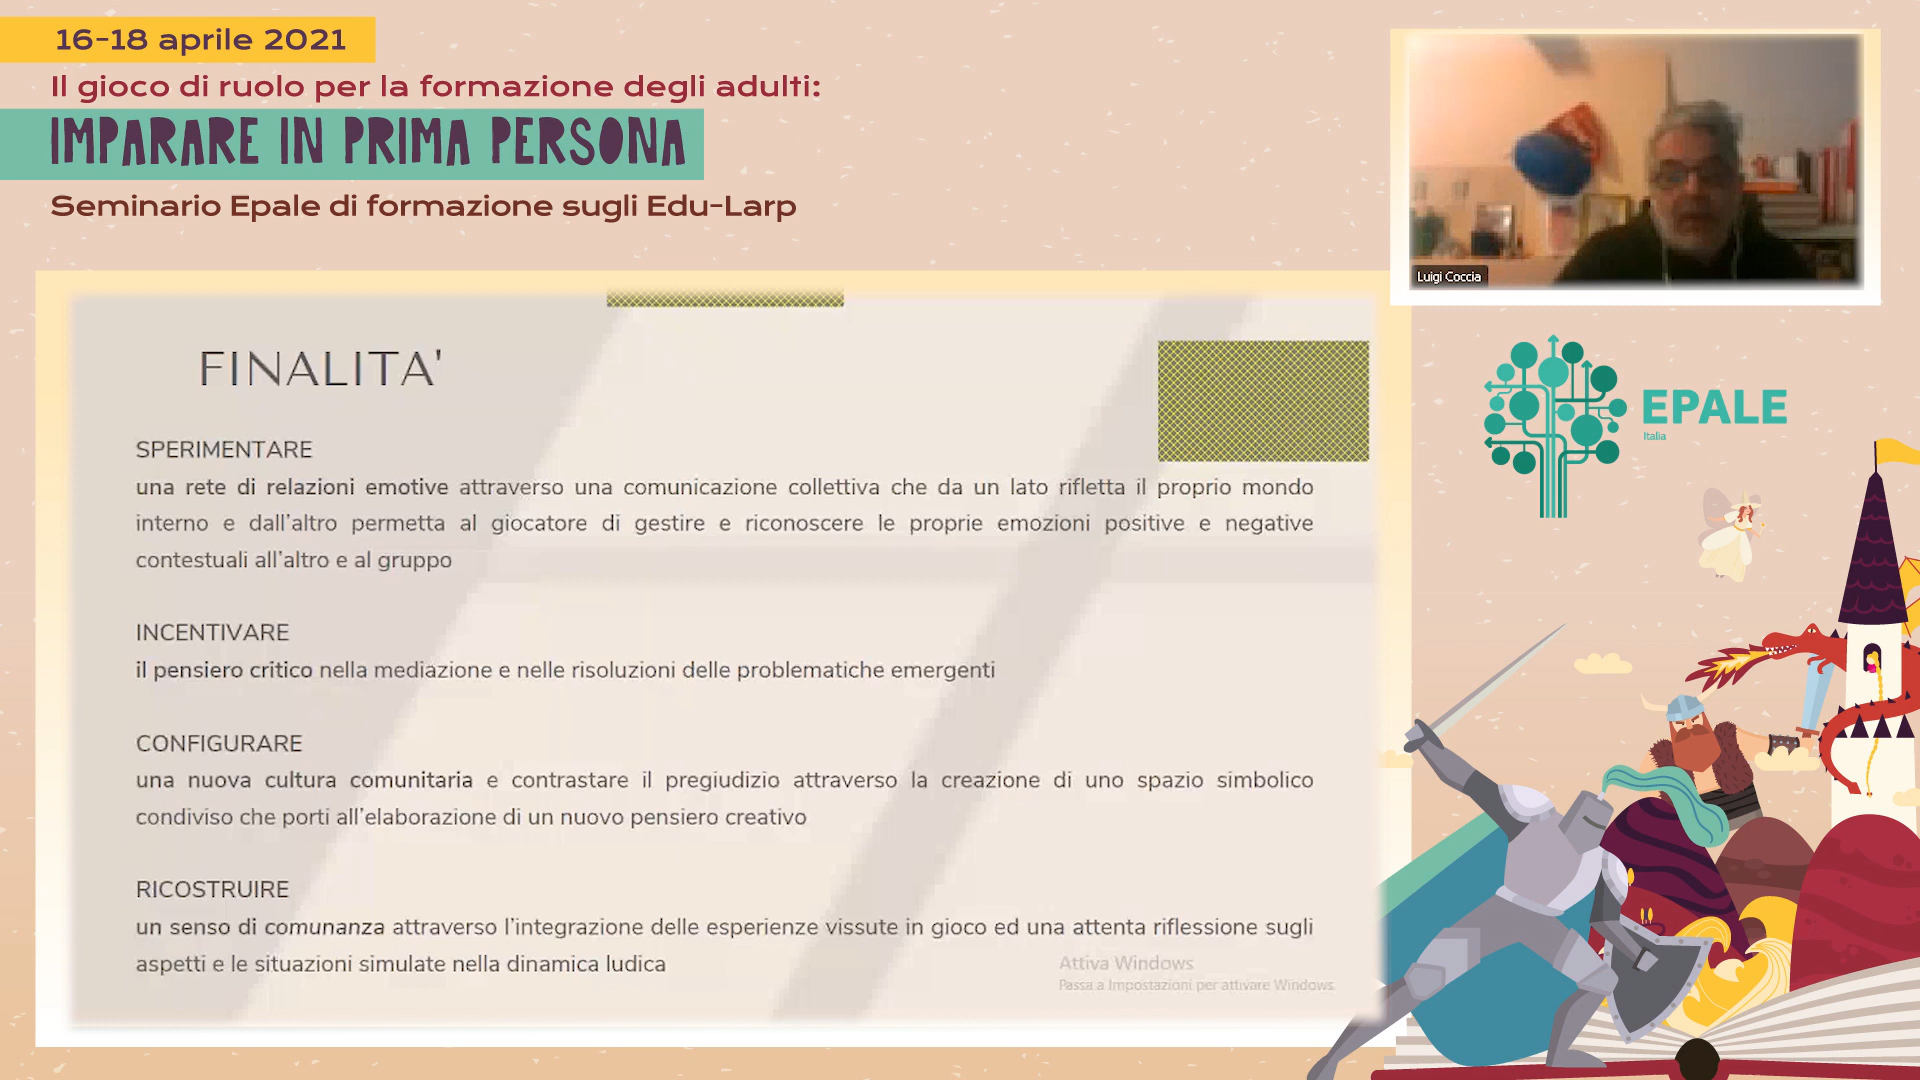 16-18 aprile 2021
Il gioco di ruolo per la formazione degli adulti:
IMPARARE IN PRIMA PERSONA
Seminario Epale di formazione sugli Edu-Larp
Luigi Coccia
EPALE
Italia
FINALITA'
SPERIMENTARE
una rete di relazioni emotive attraverso una comunicazione collettiva che da un lato rifletta il proprio mondo
interno e dall'altro permetta al giocatore di gestire e riconoscere le proprie emozioni positive e negative
contestuali all'altro e al gruppo
INCENTIVARE
il pensiero critico nella mediazione e nelle risoluzioni delle problematiche emergenti
CONFIGURARE
una nuova cultura comunitaria e contrastare il pregiudizio attraverso la creazione di uno spazio simbolico
condiviso che porti all'elaborazione di un nuovo pensiero creativo
RICOSTRUIRE
un senso di comunanza attraverso l'integrazione delle esperienze vissute in gioco ed una attenta riflessione sugli
aspetti e le situazioni simulate nella dinamica ludica
Attiva Windows
Passa a Impostazioni per attivare Windows.